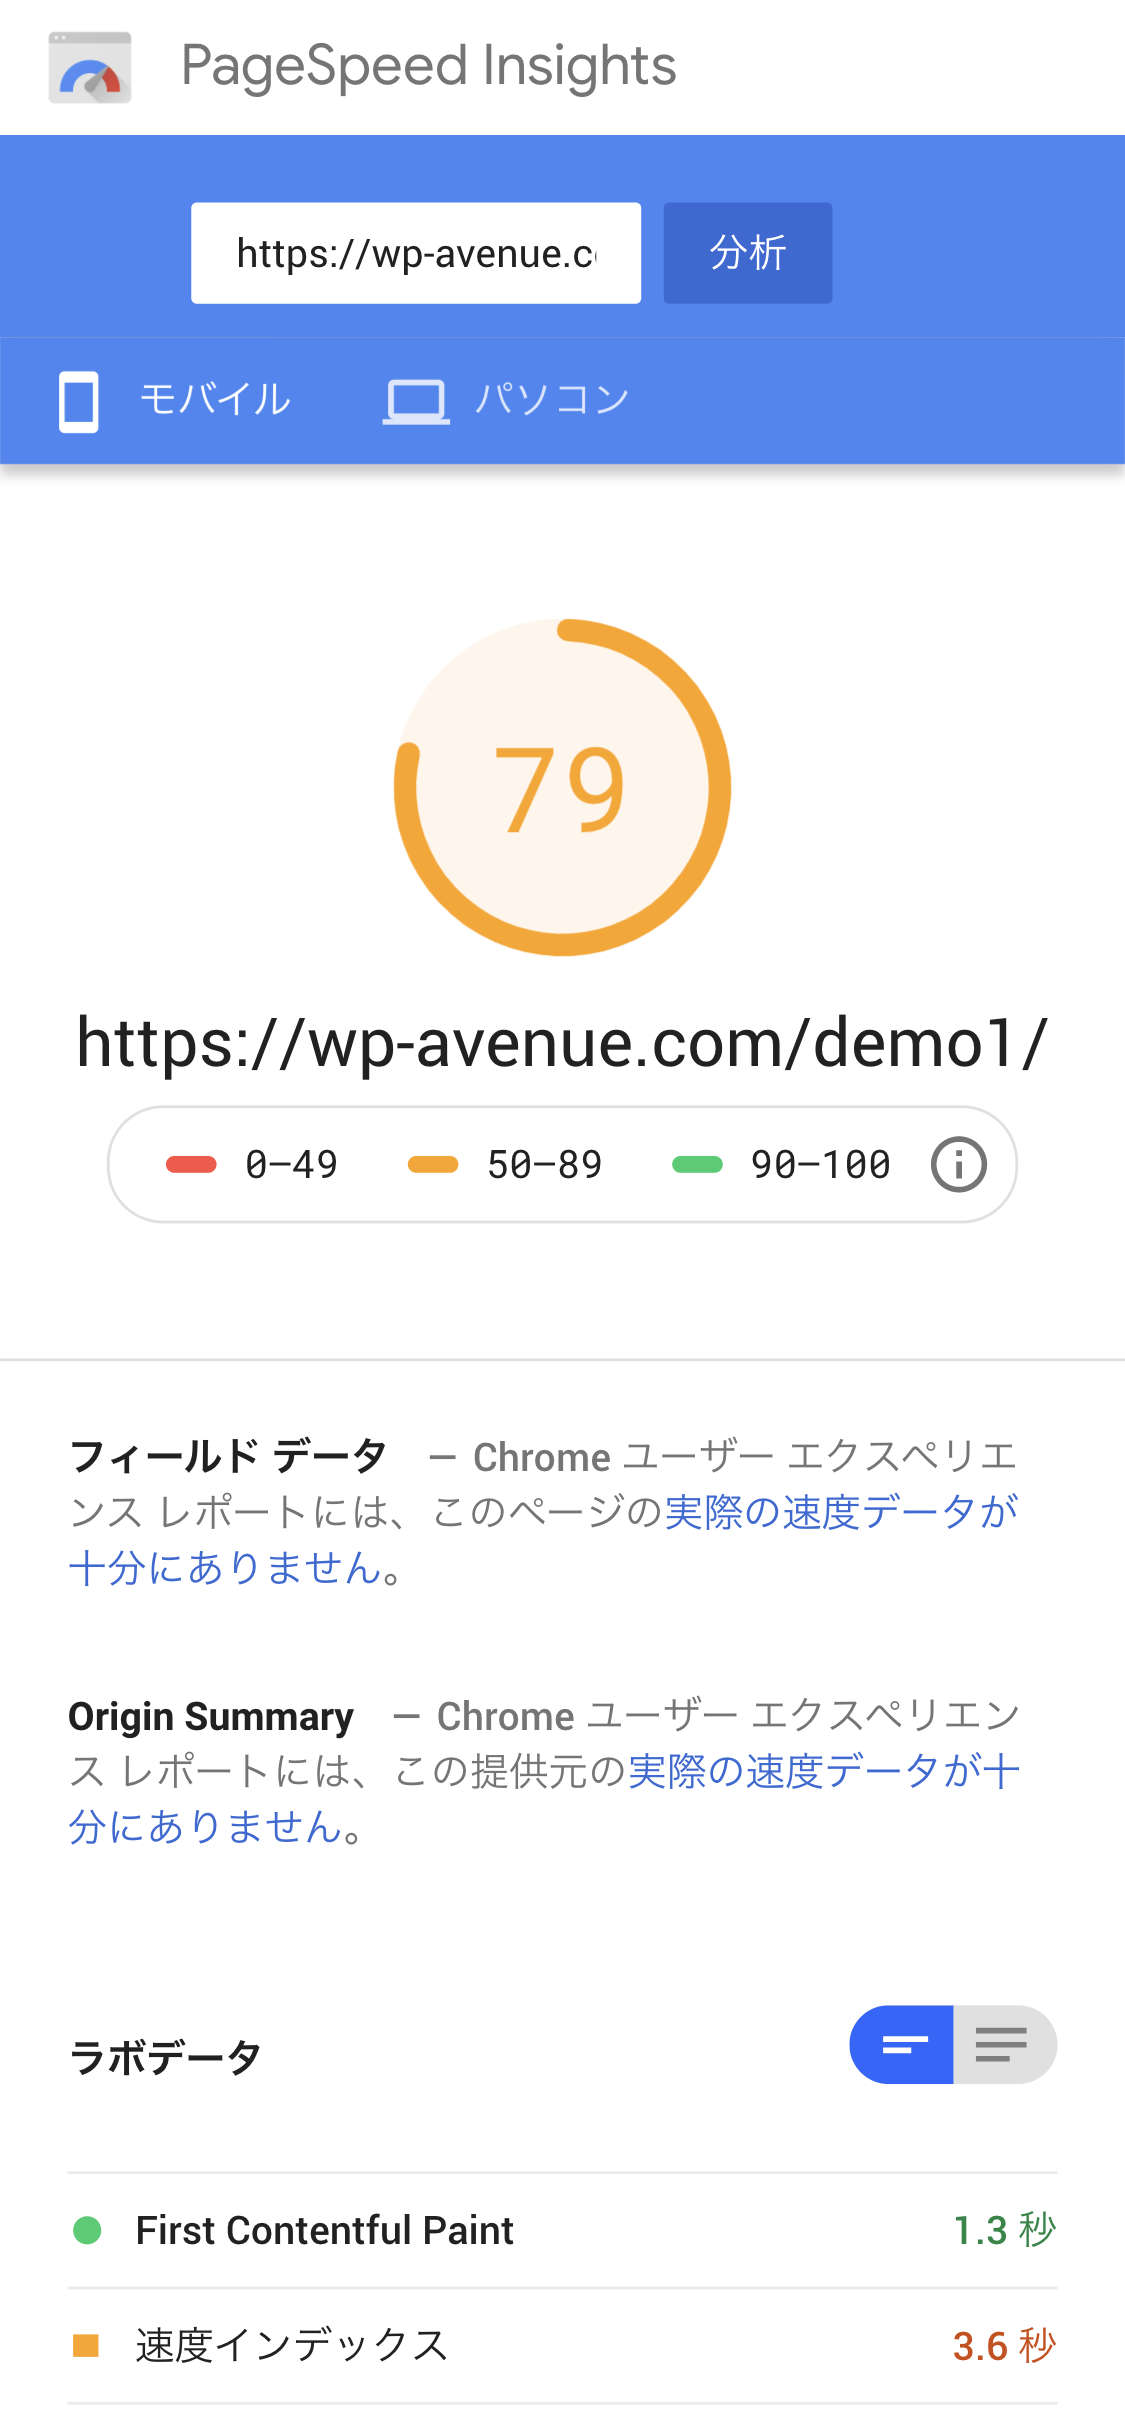 PageSpeed Insights
https://wp-avenue.c
分析
モバイル パソコン
79
https://wp-avenue.com/demo1/
0–49 50–89 90–100
フィールド データ — Chrome ユーザー エクスペリエ
ンス レポートには、このページの実際の速度データが
十分にありません。
Origin Summary — Chrome ユーザー エクスペリエン
ス レポートには、この提供元の実際の速度データが十
分にありません。
ラボデータ
First Contentful Paint 1.3 秒
速度インデックス 3.6 秒